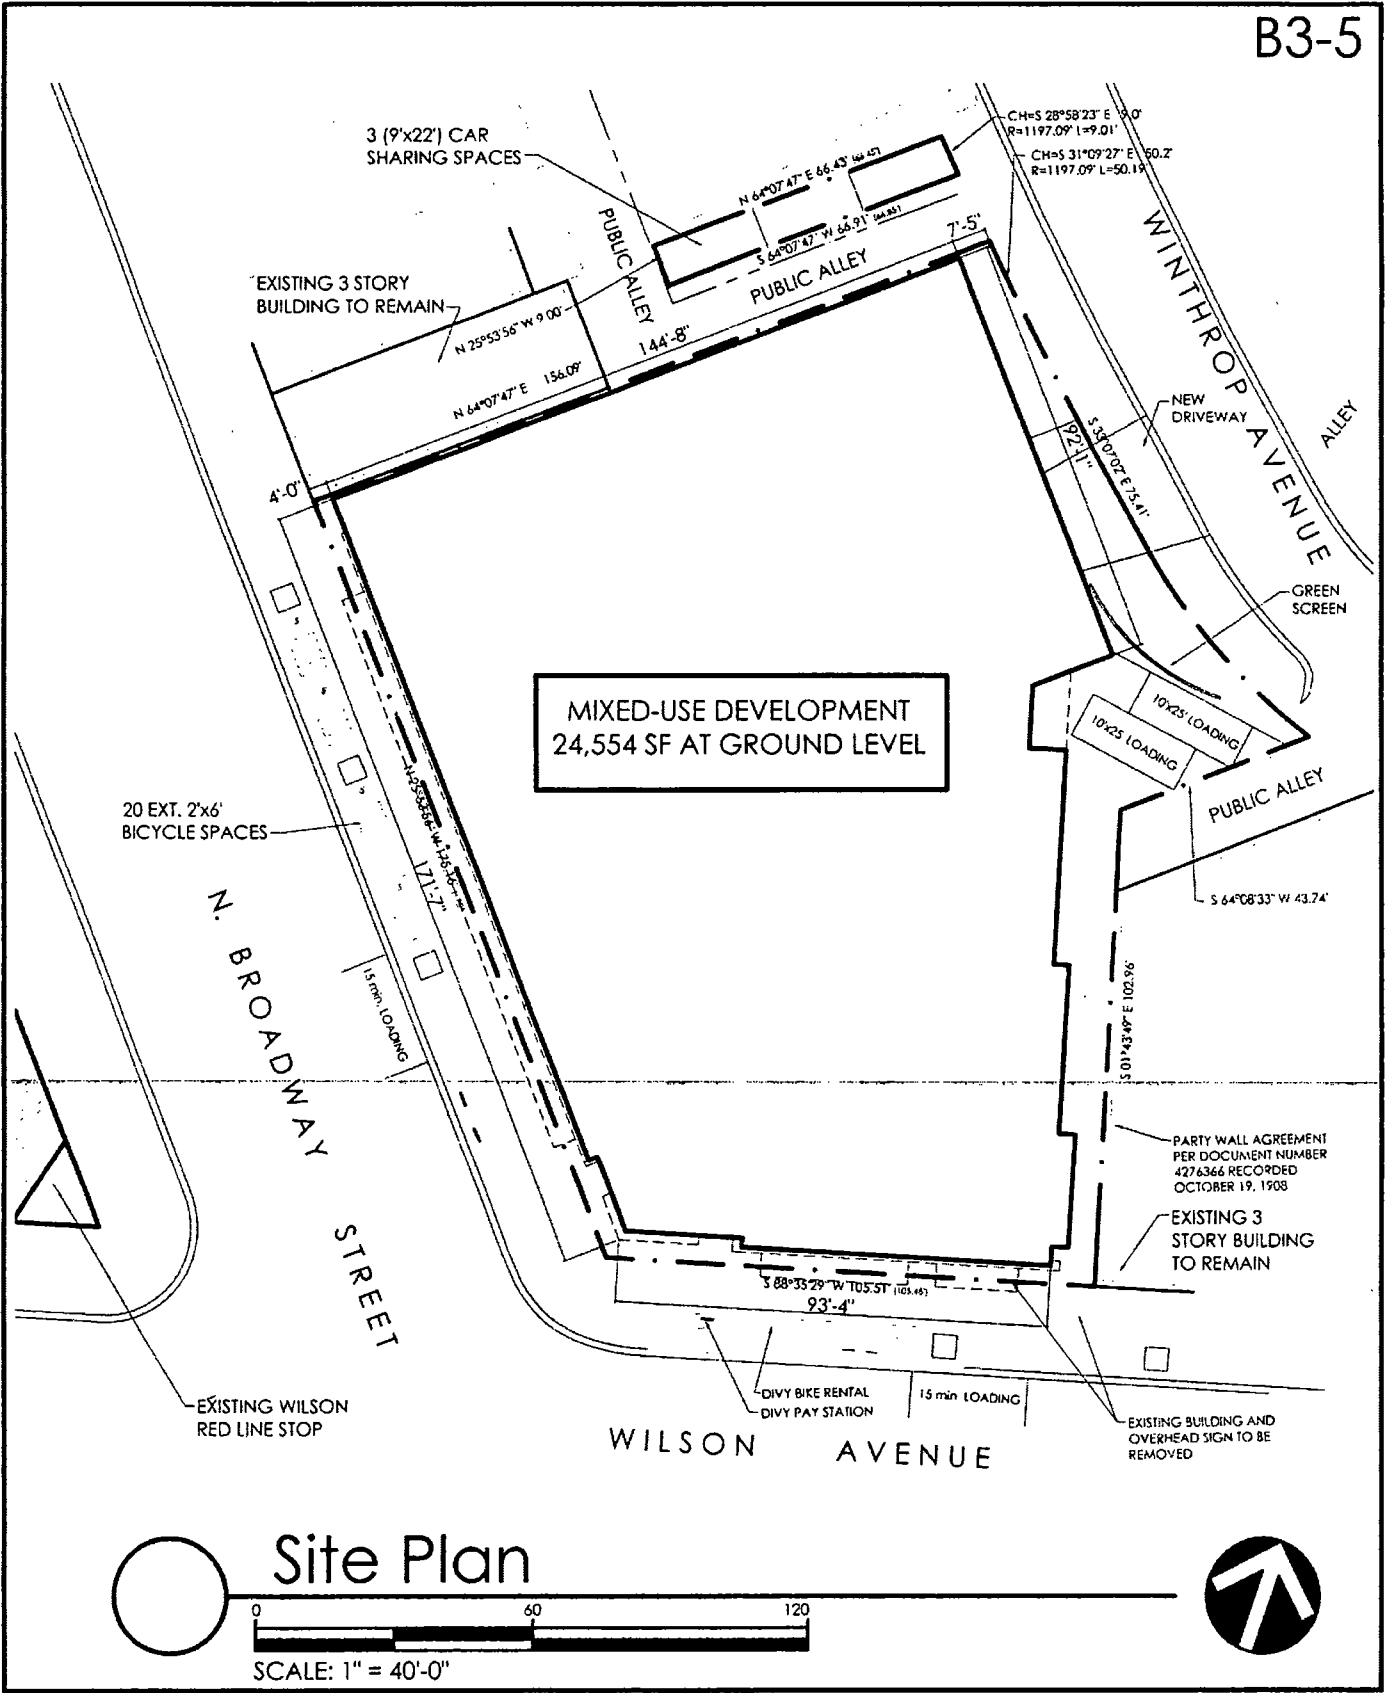 B3-5
3 (9'x22') CAR
SHARING SPACES
CH=S 28°58'23" E 9.0'
R=1197.09' L=9.01'
CH=S 31°09'27" E 50.2'
R=1197.09' L=50.19'
N 64°07'47" E 66.43'
S 64°07'47" W 66.91'
PUBLIC ALLEY
PUBLIC ALLEY
7'-5"
WINTHROP AVENUE
EXISTING 3 STORY
BUILDING TO REMAIN
N 25°53'56" W 9.00'
144'-8"
N 64°07'47" E 156.09'
4'-0"
NEW
DRIVEWAY
ALLEY
92'-1"
S 33°07'02" E 75.41'
GREEN
SCREEN
MIXED-USE DEVELOPMENT
24,554 SF AT GROUND LEVEL
10'x25' LOADING
10'x25' LOADING
PUBLIC ALLEY
20 EXT. 2'x6'
BICYCLE SPACES
171'-7"
S 64°08'33" W 43.74'
N. BROADWAY STREET
15 min. LOADING
S 01°43'49" E 102.96'
PARTY WALL AGREEMENT
PER DOCUMENT NUMBER
4276366 RECORDED
OCTOBER 19, 1908
EXISTING 3
STORY BUILDING
TO REMAIN
S 88°35'29" W 105.51'
93'-4"
EXISTING WILSON
RED LINE STOP
DIVY BIKE RENTAL
DIVY PAY STATION
15 min LOADING
EXISTING BUILDING AND
OVERHEAD SIGN TO BE
REMOVED
WILSON AVENUE
Site Plan
0 60 120
SCALE: 1" = 40'-0"